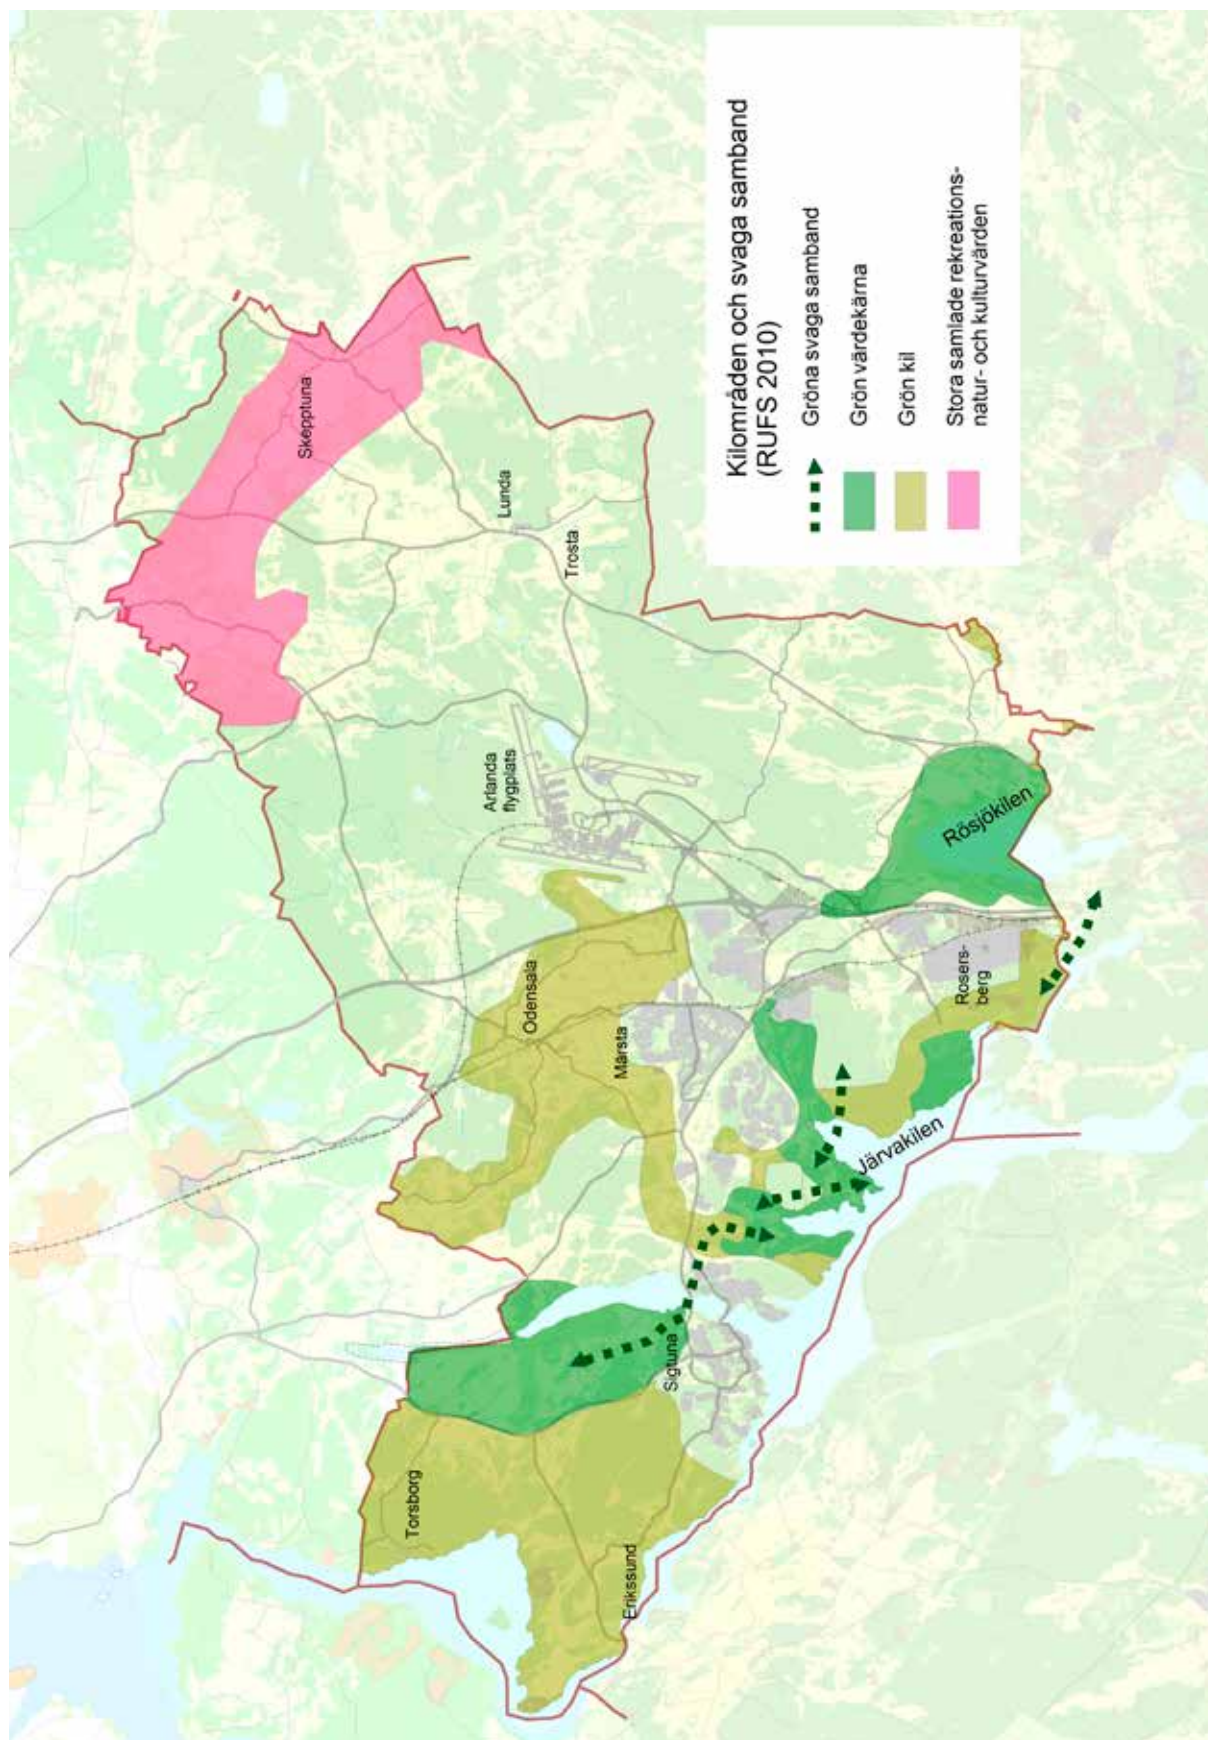 Kilområden och svaga samband
(RUFS 2010)
Gröna svaga samband
Grön värdekärna
Grön kil
Stora samlade rekreations-
natur- och kulturvärden
Skepptuna
Lunda
Trosta
Arlanda
flygplats
Odensala
Märsta
Rösjökilen
Rosers-
berg
Järvakilen
Sigtuna
Torsborg
Erikssund